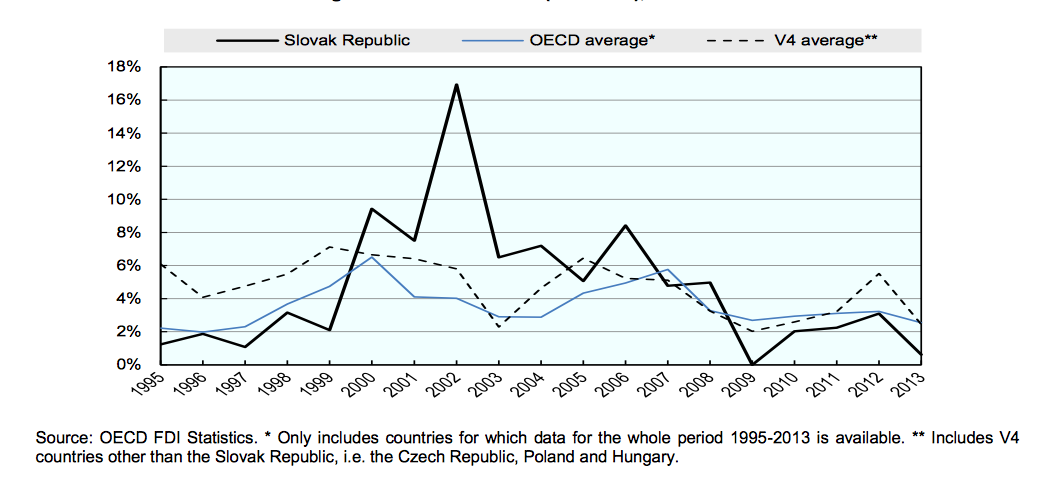 Slovak Republic OECD average* V4 average**
18%
16%
14%
12%
10%
8%
6%
4%
2%
0%
1995 1996 1997 1998 1999 2000 2001 2002 2003 2004 2005 2006 2007 2008 2009 2010 2011 2012 2013
Source: OECD FDI Statistics. * Only includes countries for which data for the whole period 1995-2013 is available. ** Includes V4
countries other than the Slovak Republic, i.e. the Czech Republic, Poland and Hungary.